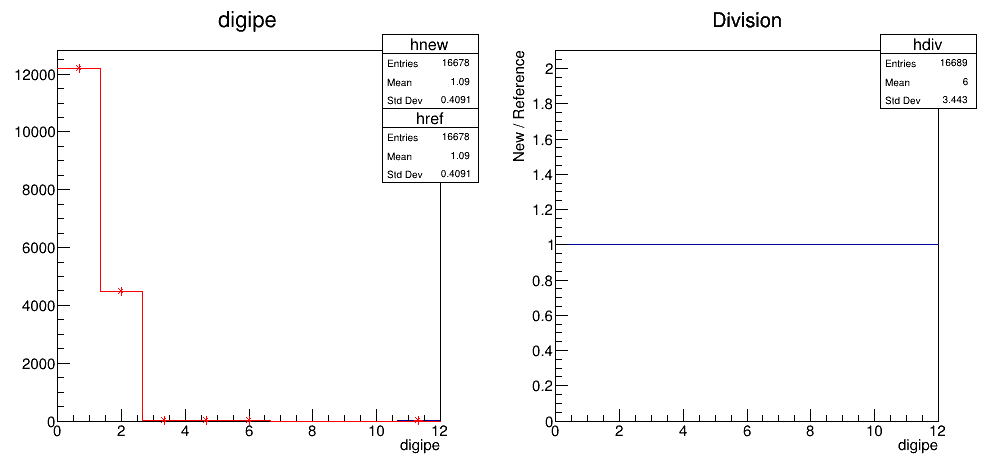 digipe
hnew
Entries 16678
Mean 1.09
Std Dev 0.4091
href
Entries 16678
Mean 1.09
Std Dev 0.4091
12000
10000
8000
6000
4000
2000
0
0 2 4 6 8 10 12
digipe
Division
hdiv
Entries 16689
Mean 6
Std Dev 3.443
New / Reference
2
1.8
1.6
1.4
1.2
1
0.8
0.6
0.4
0.2
0
0 2 4 6 8 10 12
digipe